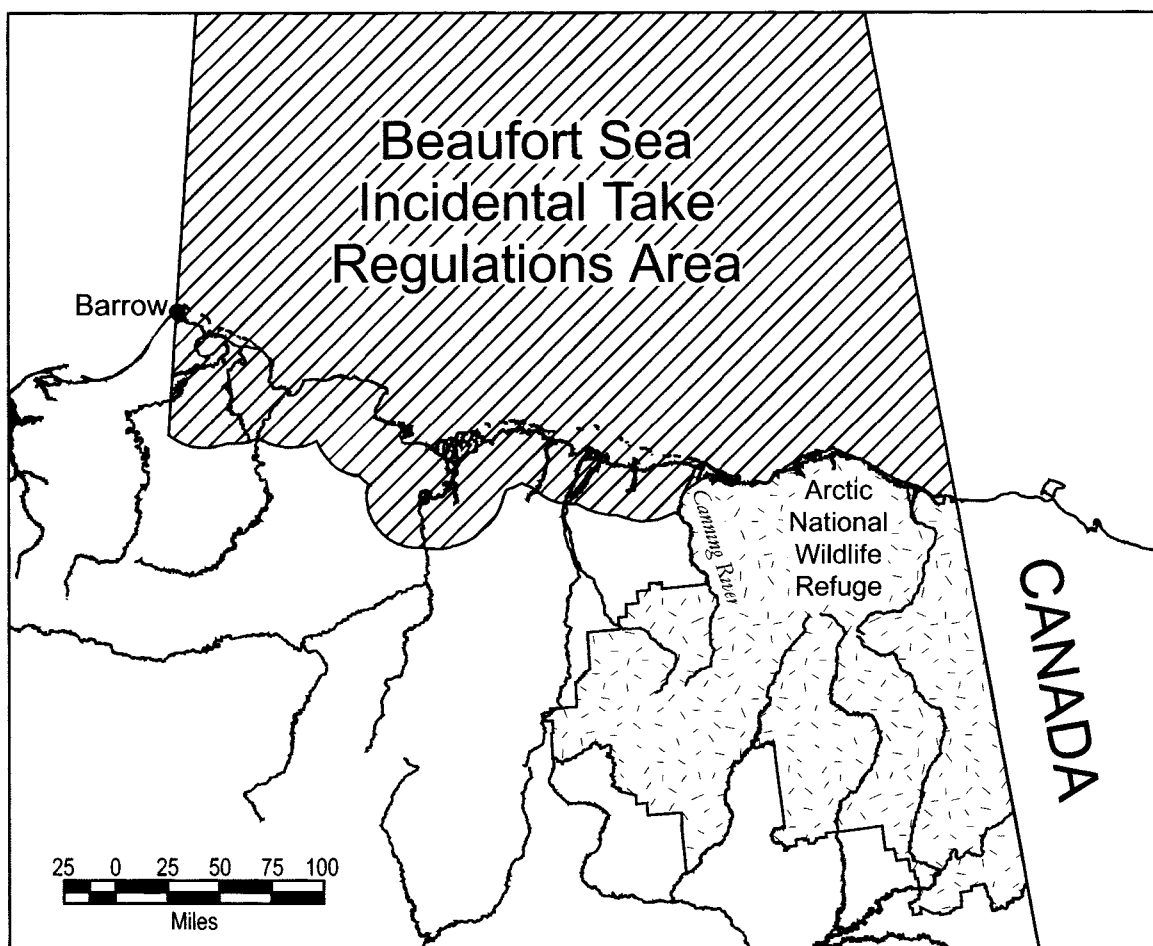 Beaufort Sea
Incidental Take
Regulations Area
Barrow
Arctic
National
Wildlife
Refuge
Canning River
CANADA
25 0 25 50 75 100
Miles